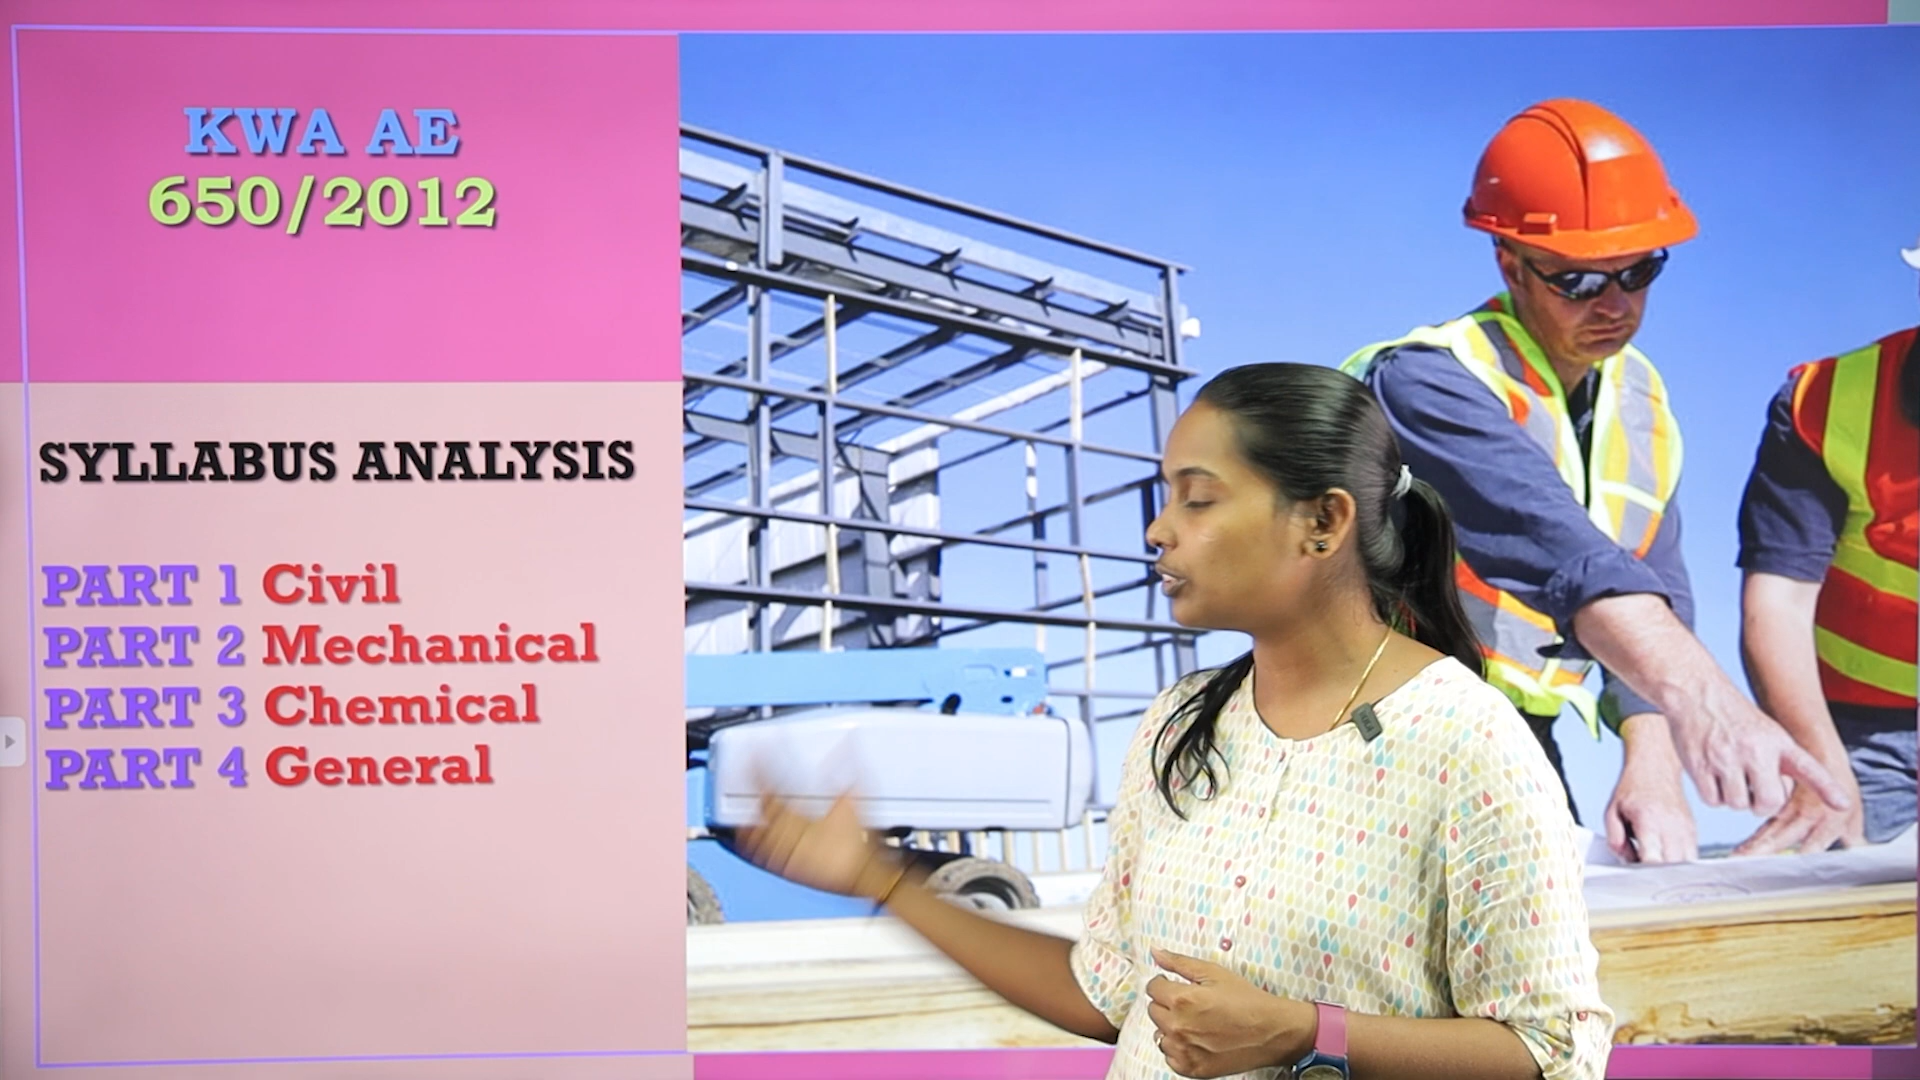 KWA AE
650/2012
SYLLABUS ANALYSIS
PART 1 Civil
PART 2 Mechanical
PART 3 Chemical
PART 4 General